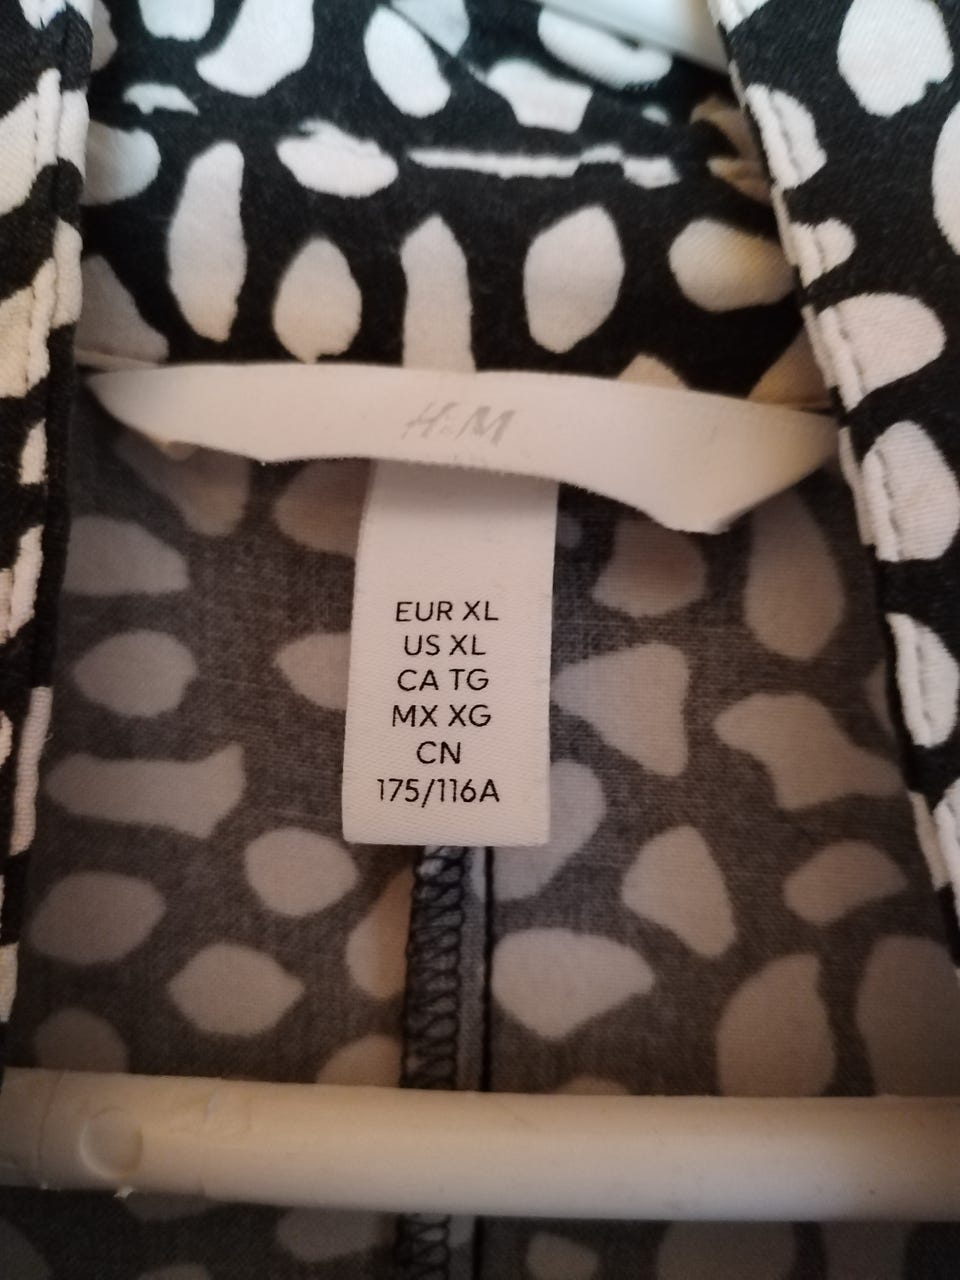 H&M
EUR XL
US XL
CA TG
MX XG
CN
175/116A